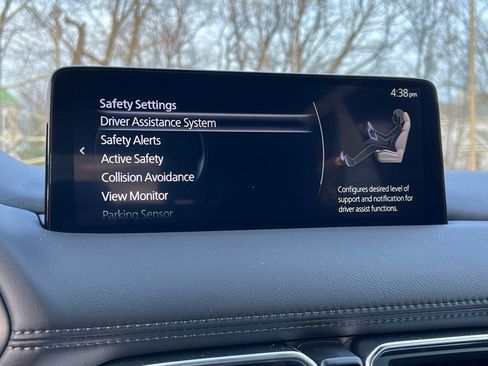 4:38pm
Safety Settings
Driver Assistance System
Safety Alerts
Active Safety
Collision Avoidance
View Monitor
Parking Sensor
Configures desired level of
support and notification for
driver assist functions.